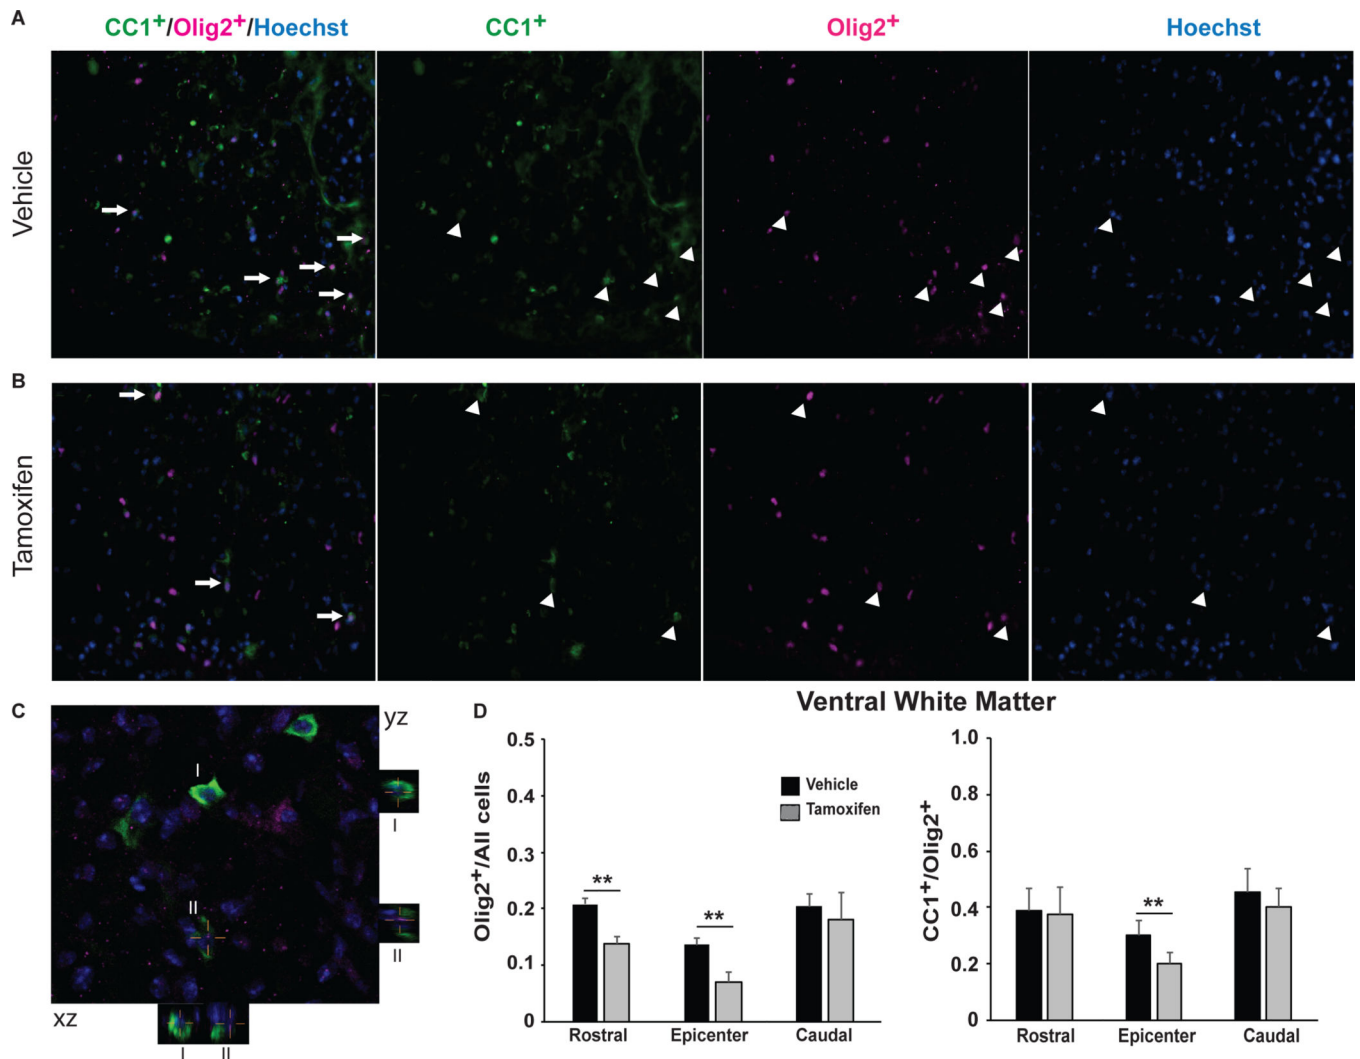 A
CC1+/Olig2+/Hoechst
CC1+
Olig2+
Hoechst
Vehicle
B
Tamoxifen
C
yz
I
I
II
II
xz
I
II
D
Ventral White Matter
Olig2+/All cells
0.5
0.4
0.3
0.2
0.1
0
**
**
Vehicle
Tamoxifen
Rostral
Epicenter
Caudal
CC1+/Olig2+
1.0
0.8
0.6
0.4
0.2
0
**
Rostral
Epicenter
Caudal